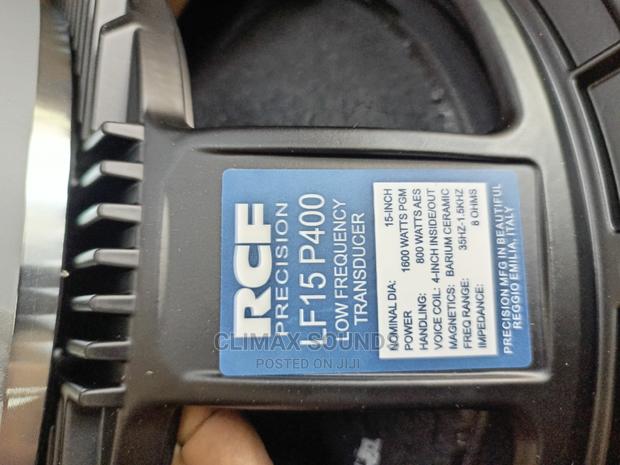 RCF
PRECISION
LF15 P400
LOW FREQUENCY
TRANSDUCER
NOMINAL DIA: 15-INCH
POWER 1600 WATTS PGM
HANDLING: 800 WATTS AES
VOICE COIL: 4-INCH INSIDE/OUT
MAGNETICS: BARIUM CERAMIC
FREQ RANGE: 35HZ-1.5KHZ
IMPEDANCE: 8 OHMS
PRECISION MFG IN BEAUTIFUL
REGGIO EMILIA, ITALY
CLIMAX SOUNDS
POSTED ON JIJI